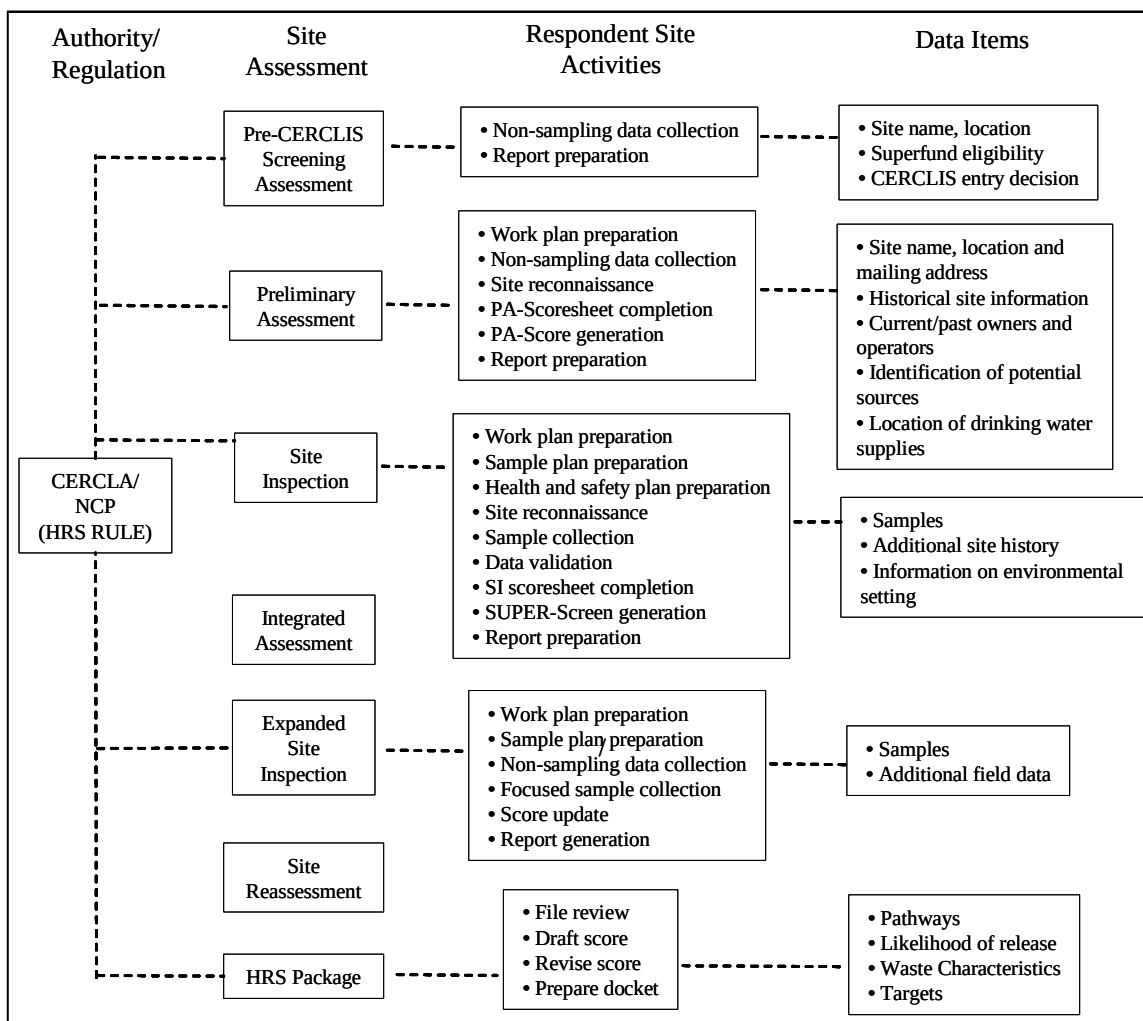 Authority/
Regulation
Site
Assessment
Respondent Site
Activities
Data Items
Pre-CERCLIS
Screening
Assessment
• Non-sampling data collection
• Report preparation
• Site name, location
• Superfund eligibility
• CERCLIS entry decision
Preliminary
Assessment
• Work plan preparation
• Non-sampling data collection
• Site reconnaissance
• PA-Scoresheet completion
• PA-Score generation
• Report preparation
• Site name, location and
mailing address
• Historical site information
• Current/past owners and
operators
• Identification of potential
sources
• Location of drinking water
supplies
CERCLA/
NCP
(HRS RULE)
Site
Inspection
• Work plan preparation
• Sample plan preparation
• Health and safety plan preparation
• Site reconnaissance
• Sample collection
• Data validation
• SI scoresheet completion
• SUPER-Screen generation
• Report preparation
• Samples
• Additional site history
• Information on environmental
setting
Integrated
Assessment
Expanded
Site
Inspection
• Work plan preparation
• Sample plan preparation
• Non-sampling data collection
• Focused sample collection
• Score update
• Report generation
• Samples
• Additional field data
Site
Reassessment
HRS Package
• File review
• Draft score
• Revise score
• Prepare docket
• Pathways
• Likelihood of release
• Waste Characteristics
• Targets